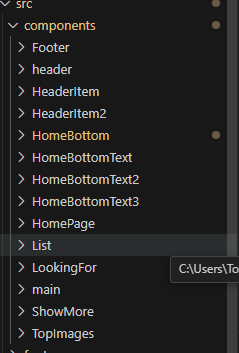 src
components
Footer
header
HeaderItem
HeaderItem2
HomeBottom
HomeBottomText
HomeBottomText2
HomeBottomText3
HomePage
List
C:\Users\To
LookingFor
main
ShowMore
TopImages